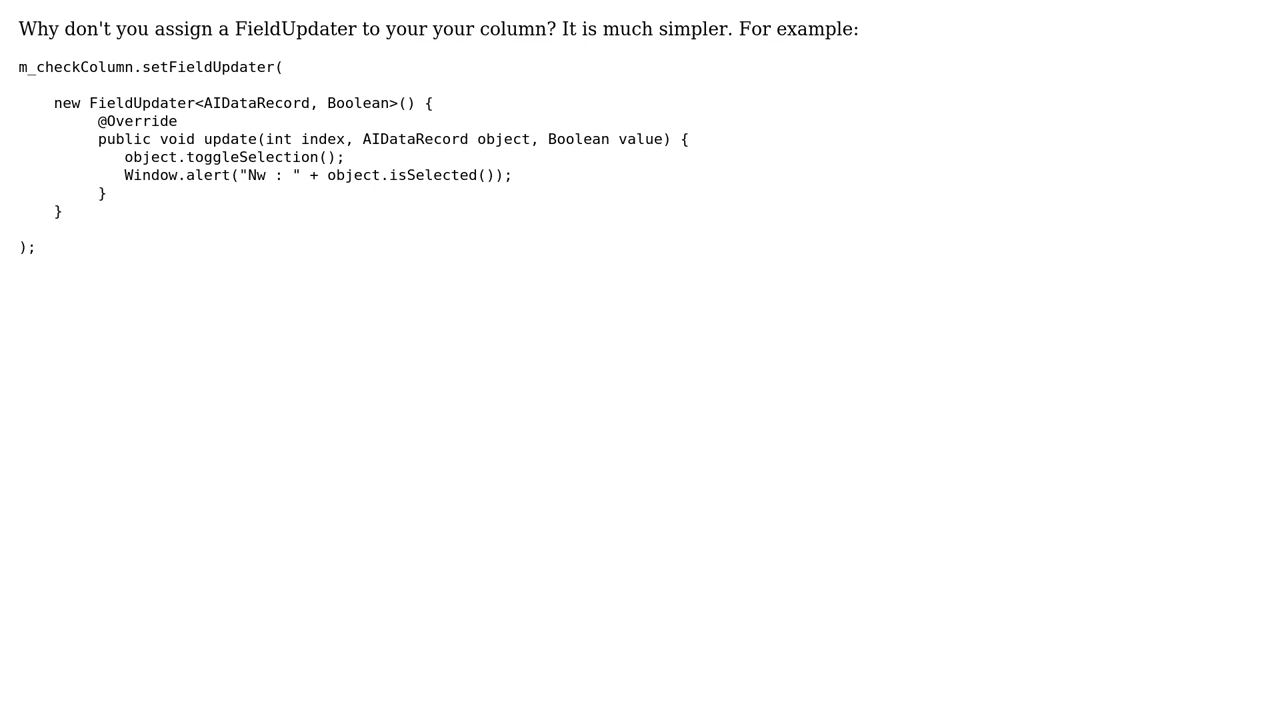 Why don't you assign a FieldUpdater to your your column? It is much simpler. For example:
m_checkColumn.setFieldUpdater(
    new FieldUpdater<AIDataRecord, Boolean>() {
         @Override
         public void update(int index, AIDataRecord object, Boolean value) {
            object.toggleSelection();
            Window.alert("Nw : " + object.isSelected());
         }
    }
);